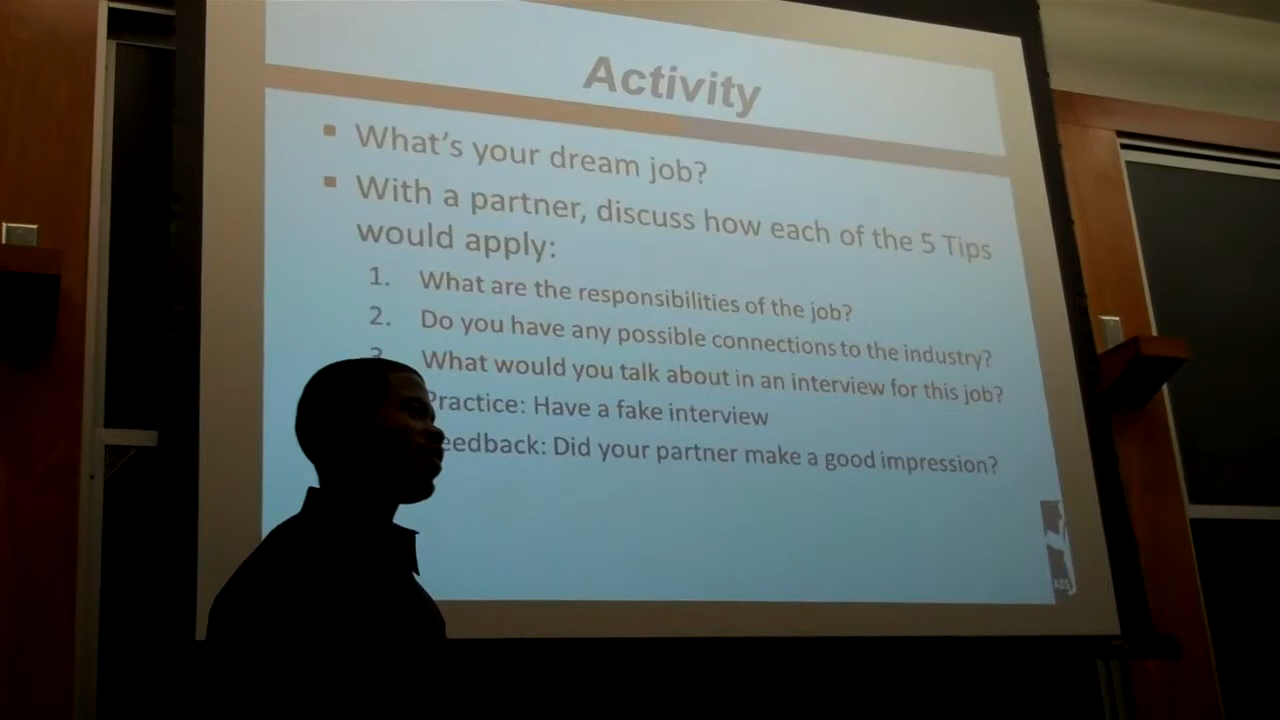 Activity
▪ What's your dream job?
▪ With a partner, discuss how each of the 5 Tips
would apply:
1. What are the responsibilities of the job?
2. Do you have any possible connections to the industry?
What would you talk about in an interview for this job?
Practice: Have a fake interview
eedback: Did your partner make a good impression?
ADS